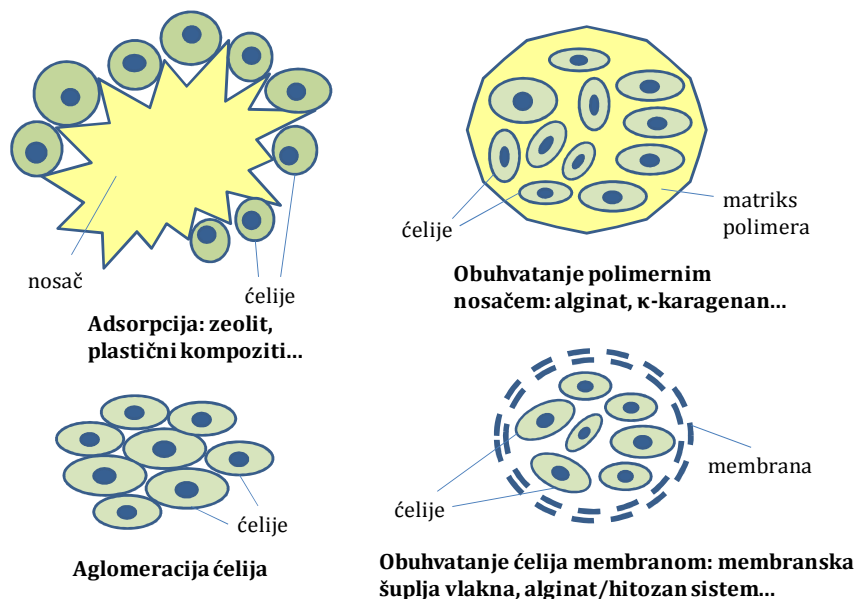 nosač
ćelije
Adsorpcija: zeolit,
plastični kompoziti...
ćelije
matriks
polimera
Obuhvatanje polimernim
nosačem: alginat, κ-karagenan...
ćelije
Aglomeracija ćelija
ćelije
membrana
Obuhvatanje ćelija membranom: membranska
šuplja vlakna, alginat/hitozan sistem...